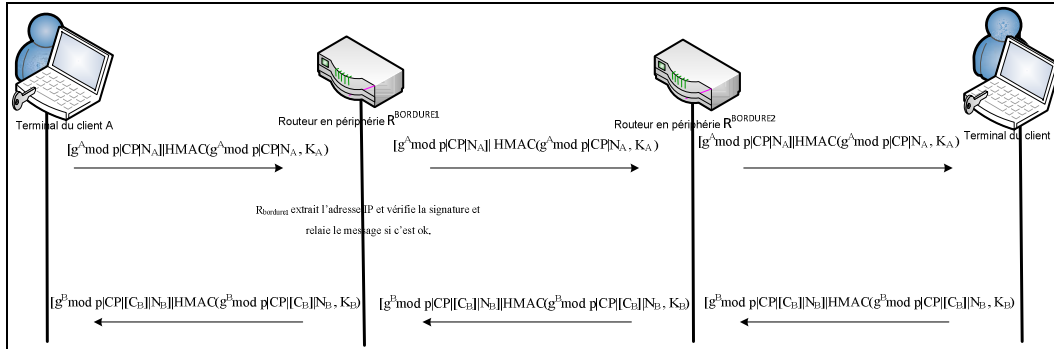 Terminal du client A
Routeur en périphérie R^BORDURE1
Routeur en périphérie R^BORDURE2
Terminal du client
[g^A mod p|CP|N_A]|HMAC(g^A mod p|CP|N_A, K_A)
[g^A mod p|CP|N_A]| HMAC(g^A mod p|CP|N_A, K_A)
[g^A mod p|CP|N_A]|HMAC(g^A mod p|CP|N_A, K_A)
R_bordure1 extrait l'adresse IP et vérifie la signature et
relaie le message si c'est ok.
[g^B mod p|CP|[C_B]|N_B]|HMAC(g^B mod p|CP|[C_B]|N_B, K_B)
[g^B mod p|CP|[C_B]|N_B]|HMAC(g^B mod p|CP|[C_B]|N_B, K_B)
[g^B mod p|CP|[C_B]|N_B]|HMAC(g^B mod p|CP|[C_B]|N_B, K_B)